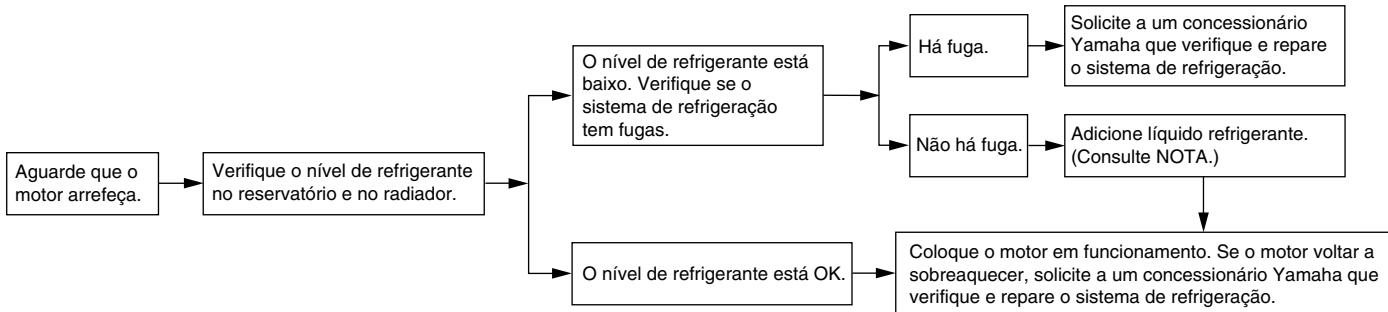 Aguarde que o
motor arrefeça.
Verifique o nível de refrigerante
no reservatório e no radiador.
O nível de refrigerante está
baixo. Verifique se o
sistema de refrigeração
tem fugas.
Há fuga.
Solicite a um concessionário
Yamaha que verifique e repare
o sistema de refrigeração.
Não há fuga.
Adicione líquido refrigerante.
(Consulte NOTA.)
O nível de refrigerante está OK.
Coloque o motor em funcionamento. Se o motor voltar a
sobreaquecer, solicite a um concessionário Yamaha que
verifique e repare o sistema de refrigeração.